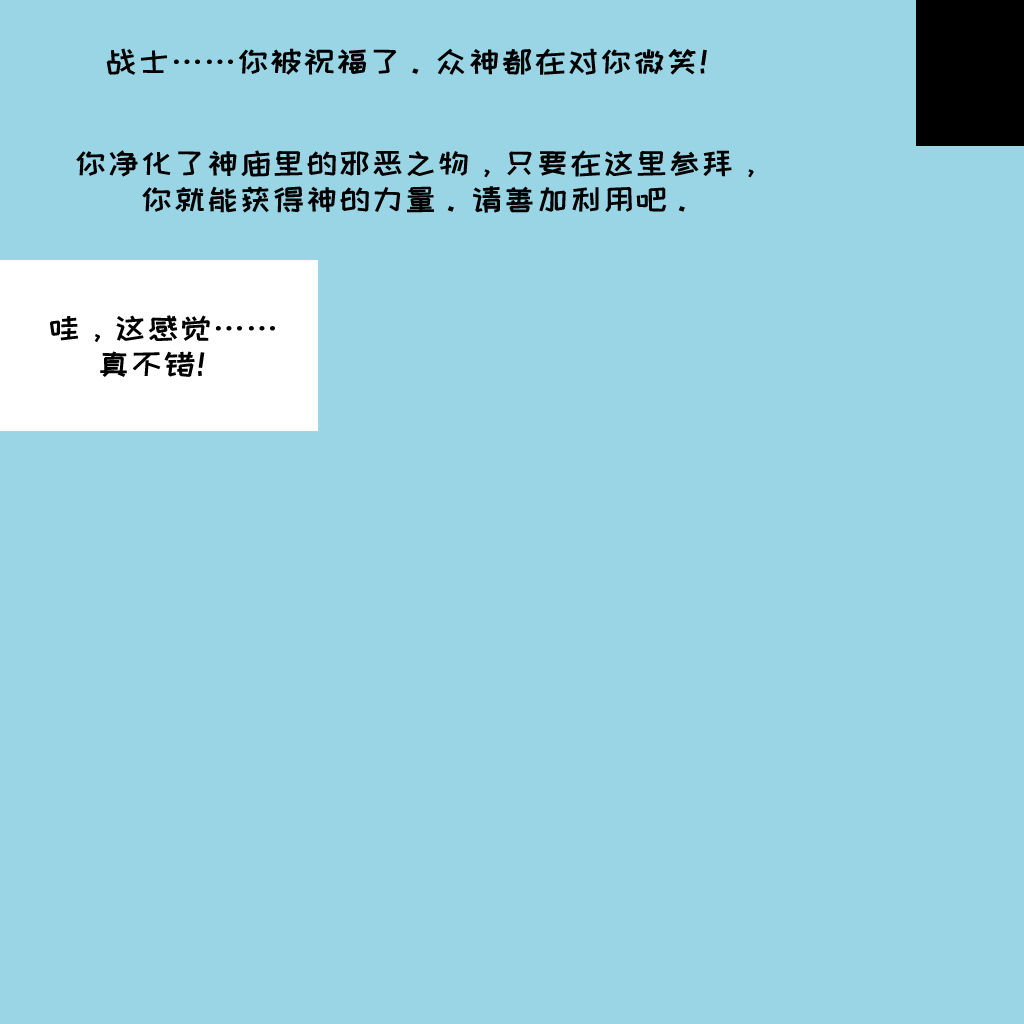 战士……你被祝福了．众神都在对你微笑！
你净化了神庙里的邪恶之物，只要在这里参拜，
你就能获得神的力量．请善加利用吧．
哇，这感觉……
真不错！